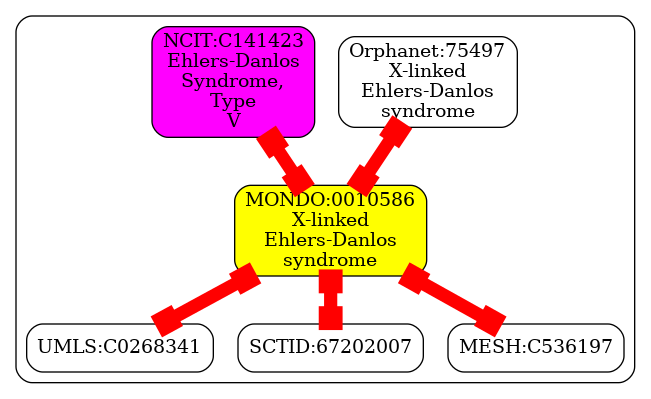 NCIT:C141423
Ehlers-Danlos
Syndrome,
Type
V
Orphanet:75497
X-linked
Ehlers-Danlos
syndrome
MONDO:0010586
X-linked
Ehlers-Danlos
syndrome
UMLS:C0268341
SCTID:67202007
MESH:C536197